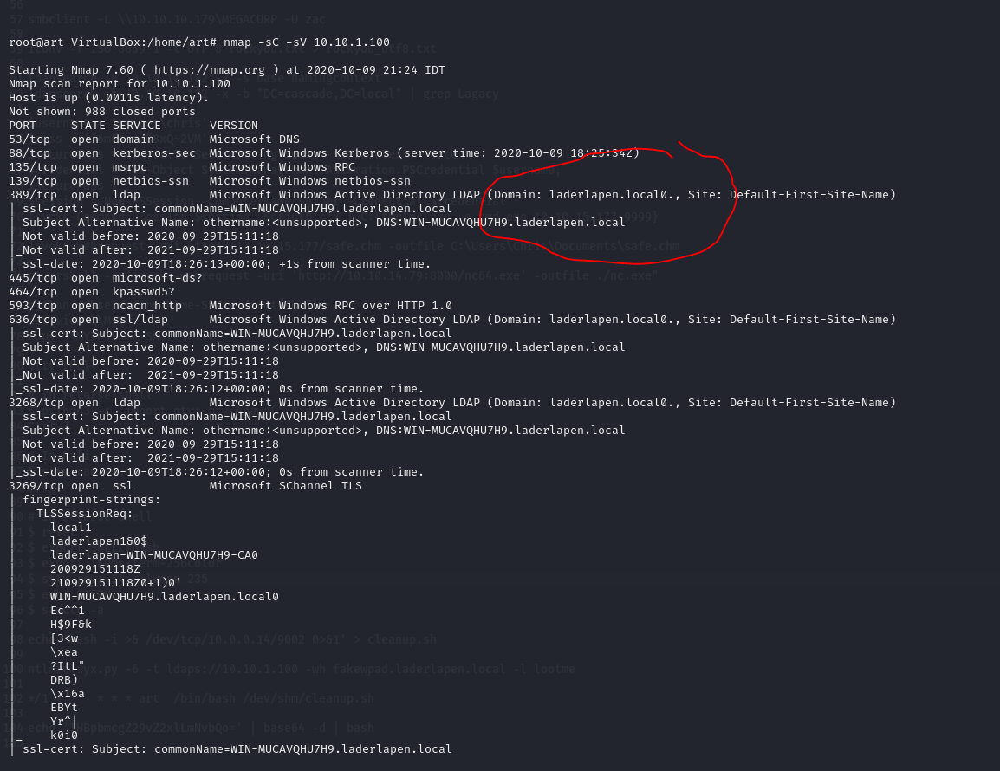 56
57 smbclient -L \\10.10.10.179\MEGACORP -U zac
root@art-VirtualBox:/home/art# nmap -sC -sV 10.10.1.100
Starting Nmap 7.60 ( https://nmap.org ) at 2020-10-09 21:24 IDT
Nmap scan report for 10.10.1.100
Host is up (0.0011s latency).
Not shown: 988 closed ports
PORT     STATE SERVICE       VERSION
53/tcp   open  domain        Microsoft DNS
88/tcp   open  kerberos-sec  Microsoft Windows Kerberos (server time: 2020-10-09 18:25:34Z)
135/tcp  open  msrpc         Microsoft Windows RPC
139/tcp  open  netbios-ssn   Microsoft Windows netbios-ssn
389/tcp  open  ldap          Microsoft Windows Active Directory LDAP (Domain: laderlapen.local0., Site: Default-First-Site-Name)
| ssl-cert: Subject: commonName=WIN-MUCAVQHU7H9.laderlapen.local
| Subject Alternative Name: othername:<unsupported>, DNS:WIN-MUCAVQHU7H9.laderlapen.local
| Not valid before: 2020-09-29T15:11:18
|_Not valid after:  2021-09-29T15:11:18
|_ssl-date: 2020-10-09T18:26:13+00:00; +1s from scanner time.
445/tcp  open  microsoft-ds?
464/tcp  open  kpasswd5?
593/tcp  open  ncacn_http    Microsoft Windows RPC over HTTP 1.0
636/tcp  open  ssl/ldap      Microsoft Windows Active Directory LDAP (Domain: laderlapen.local0., Site: Default-First-Site-Name)
| ssl-cert: Subject: commonName=WIN-MUCAVQHU7H9.laderlapen.local
| Subject Alternative Name: othername:<unsupported>, DNS:WIN-MUCAVQHU7H9.laderlapen.local
| Not valid before: 2020-09-29T15:11:18
|_Not valid after:  2021-09-29T15:11:18
|_ssl-date: 2020-10-09T18:26:12+00:00; 0s from scanner time.
3268/tcp open  ldap          Microsoft Windows Active Directory LDAP (Domain: laderlapen.local0., Site: Default-First-Site-Name)
| ssl-cert: Subject: commonName=WIN-MUCAVQHU7H9.laderlapen.local
| Subject Alternative Name: othername:<unsupported>, DNS:WIN-MUCAVQHU7H9.laderlapen.local
| Not valid before: 2020-09-29T15:11:18
|_Not valid after:  2021-09-29T15:11:18
|_ssl-date: 2020-10-09T18:26:12+00:00; 0s from scanner time.
3269/tcp open  ssl           Microsoft SChannel TLS
| fingerprint-strings:
|   TLSSessionReq:
|     local1
|     laderlapen1&0$
|     laderlapen-WIN-MUCAVQHU7H9-CA0
|     200929151118Z
|     210929151118Z0+1)0'
|     WIN-MUCAVQHU7H9.laderlapen.local0
|     Ec^^1
|     H$9F&k
|     [3<w
|     \xea
|     ?ItL"
|     DRB)
|     \x16a
|     EBYt
|     Yr^|
|_    k0i0
| ssl-cert: Subject: commonName=WIN-MUCAVQHU7H9.laderlapen.local